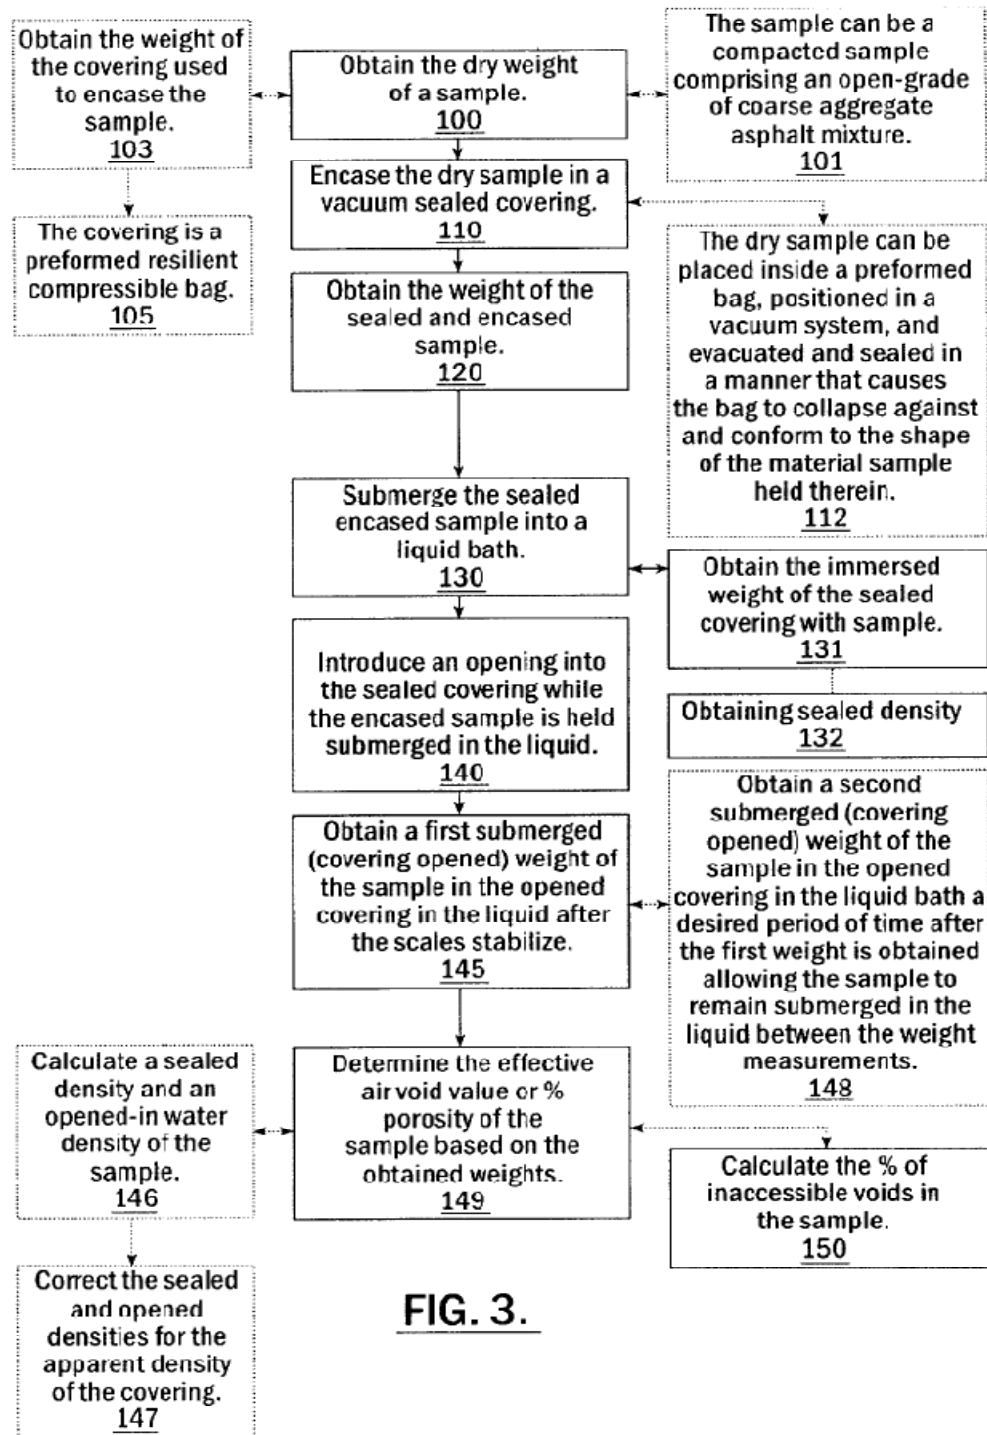 Obtain the weight of
the covering used
to encase the
sample.
103
Obtain the dry weight
of a sample.
100
The sample can be a
compacted sample
comprising an open-grade
of coarse aggregate
asphalt mixture.
101
Encase the dry sample in a
vacuum sealed covering.
110
The covering is a
preformed resilient
compressible bag.
105
The dry sample can be
placed inside a preformed
bag, positioned in a
vacuum system, and
evacuated and sealed in
a manner that causes
the bag to collapse against
and conform to the shape
of the material sample
held therein.
112
Obtain the weight of the
sealed and encased
sample.
120
Submerge the sealed
encased sample into a
liquid bath.
130
Obtain the immersed
weight of the sealed
covering with sample.
131
Introduce an opening into
the sealed covering while
the encased sample is held
submerged in the liquid.
140
Obtaining sealed density
132
Obtain a first submerged
(covering opened) weight of
the sample in the opened
covering in the liquid after
the scales stabilize.
145
Obtain a second
submerged (covering
opened) weight of the
sample in the opened
covering in the liquid bath a
desired period of time after
the first weight is obtained
allowing the sample to
remain submerged in the
liquid between the weight
measurements.
148
Calculate a sealed
density and an
opened-in water
density of the
sample.
146
Determine the effective
air void value or %
porosity of the
sample based on the
obtained weights.
149
Calculate the % of
inaccessible voids in
the sample.
150
Correct the sealed
and opened
densities for the
apparent density
of the covering.
147
FIG. 3.